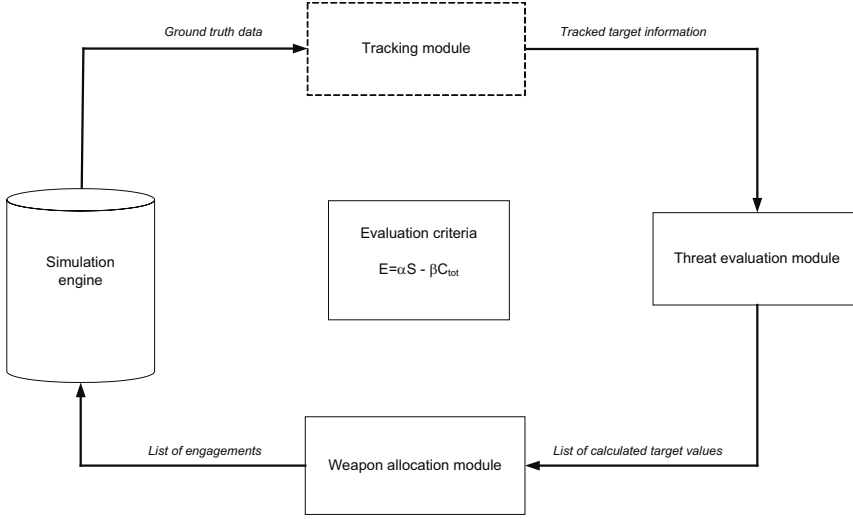 Ground truth data
Tracking module
Tracked target information
Simulation
engine
Evaluation criteria
E=αS - βCtot
Threat evaluation module
List of engagements
Weapon allocation module
List of calculated target values